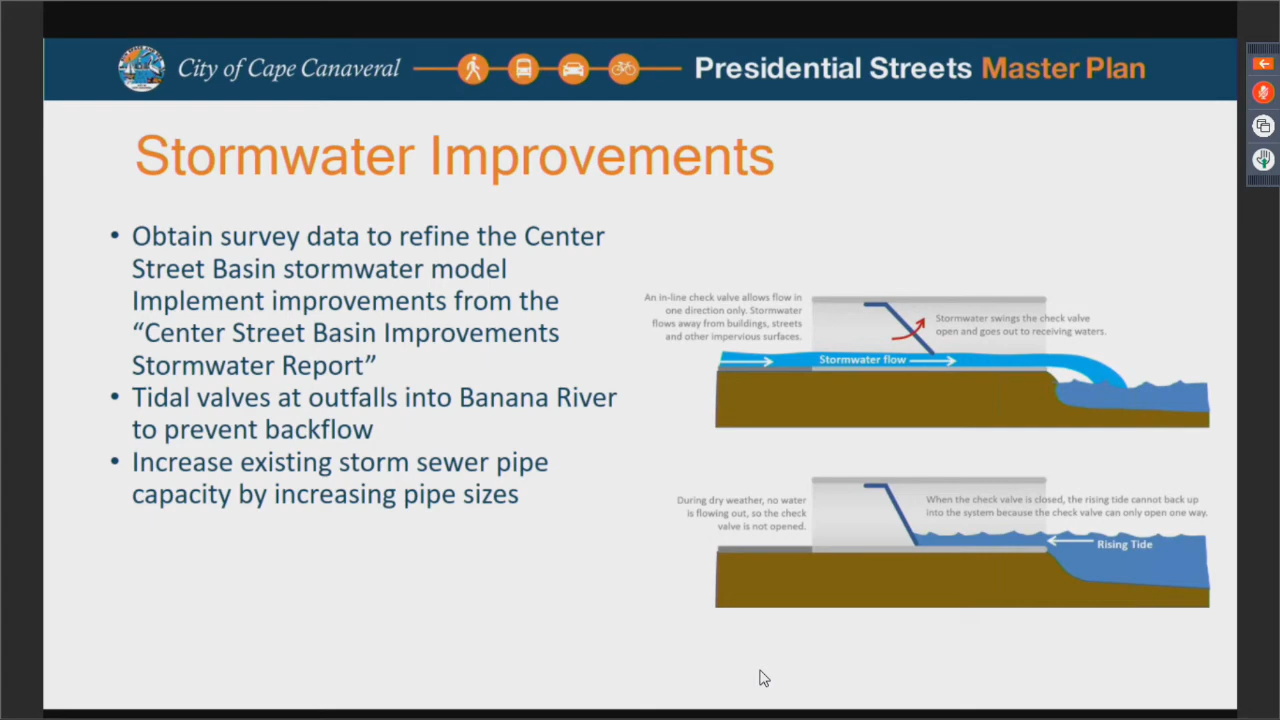 City of Cape Canaveral
Presidential Streets Master Plan
Stormwater Improvements
• Obtain survey data to refine the Center
Street Basin stormwater model
Implement improvements from the
“Center Street Basin Improvements
Stormwater Report”
• Tidal valves at outfalls into Banana River
to prevent backflow
• Increase existing storm sewer pipe
capacity by increasing pipe sizes
An in-line check valve allows flow in
one direction only. Stormwater
flows away from buildings, streets
and other impervious surfaces.
Stormwater swings the check valve
open and goes out to receiving waters.
Stormwater flow
During dry weather, no water
is flowing out, so the check
valve is not opened.
When the check valve is closed, the rising tide cannot back up
into the system because the check valve can only open one way.
Rising Tide